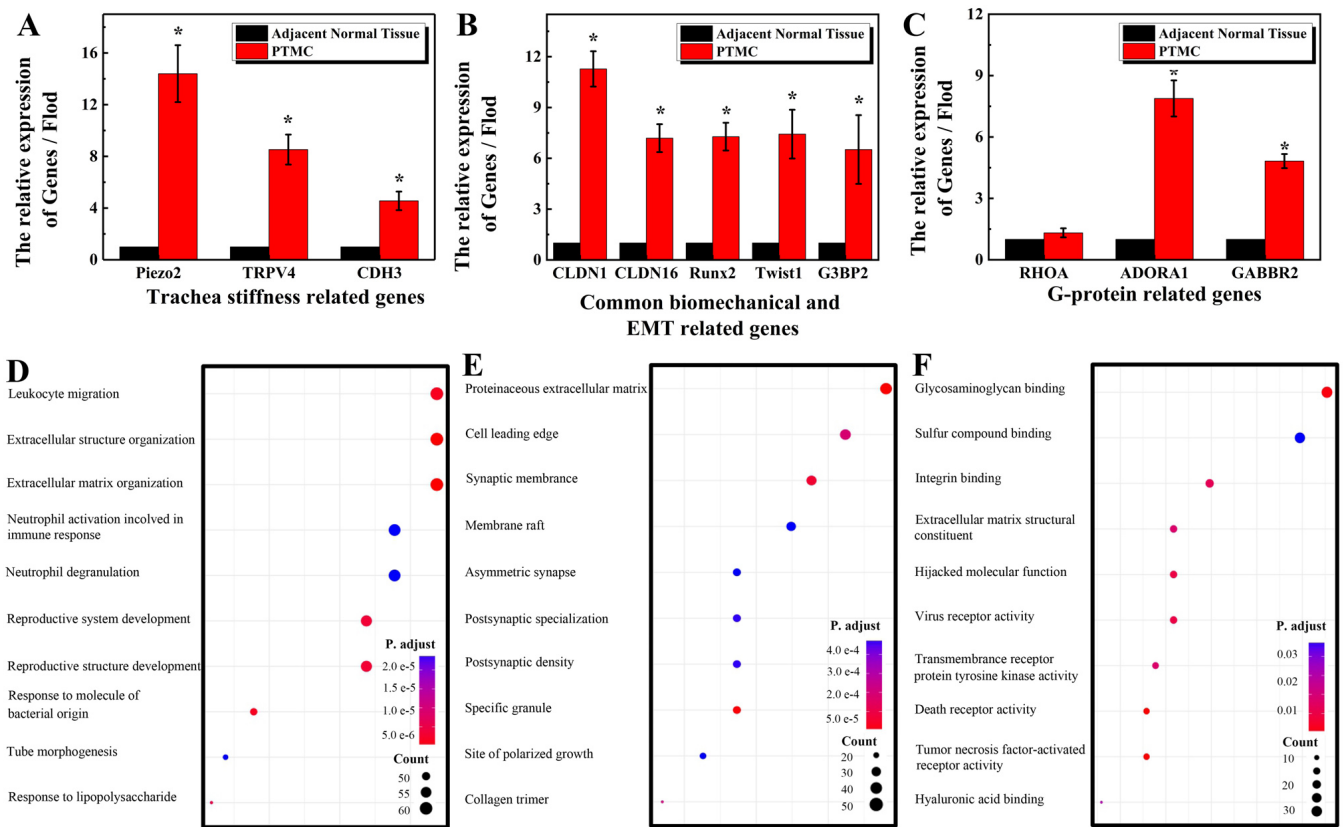 A
Adjacent Normal Tissue
PTMC
The relative expression
of Genes / Flod
16
12
8
4
0
*
*
*
Piezo2 TRPV4 CDH3
Trachea stiffness related genes
B
Adjacent Normal Tissue
PTMC
The relative expression
of Genes / Flod
12
9
6
3
0
*
*
*
*
*
CLDN1 CLDN16 Runx2 Twist1 G3BP2
Common biomechanical and
EMT related genes
C
Adjacent Normal Tissue
PTMC
The relative expression
of Genes / Flod
12
9
6
3
0
*
*
RHOA ADORA1 GABBR2
G-protein related genes
D
Leukocyte migration
Extracellular structure organization
Extracellular matrix organization
Neutrophil activation incolved in
immune response
Neutrophil degranulation
Reproductive system development
Reproductive structure development
Response to molecule of
bacterial origin
Tube morphogenesis
Response to lipopolysaccharide
P. adjust
2.0 e-5
1.5 e-5
1.0 e-5
5.0 e-6
Count
50
55
60
E
Proteinaceous extracellular matrix
Cell leading edge
Synaptic membrance
Membrane raft
Asymmetric synapse
Postsynaptic specialization
Postsynaptic density
Specific granule
Site of polarized growth
Collagen trimer
P. adjust
4.0 e-4
2.0 e-4
5.0 e-5
Count
20
30
40
50
F
Glycosaminoglycan binding
Sulfur compound binding
Integrin binding
Extracellular matrix structural
constituent
Hijacked molecular function
Virus receptor activity
Transmembrance receptor
protein tyrosine kinase activity
Death receptor activity
Tumor necrosis factor-activated
receptor activity
Hyaluronic acid binding
P. adjust
0.03
0.02
0.01
Count
10
20
30